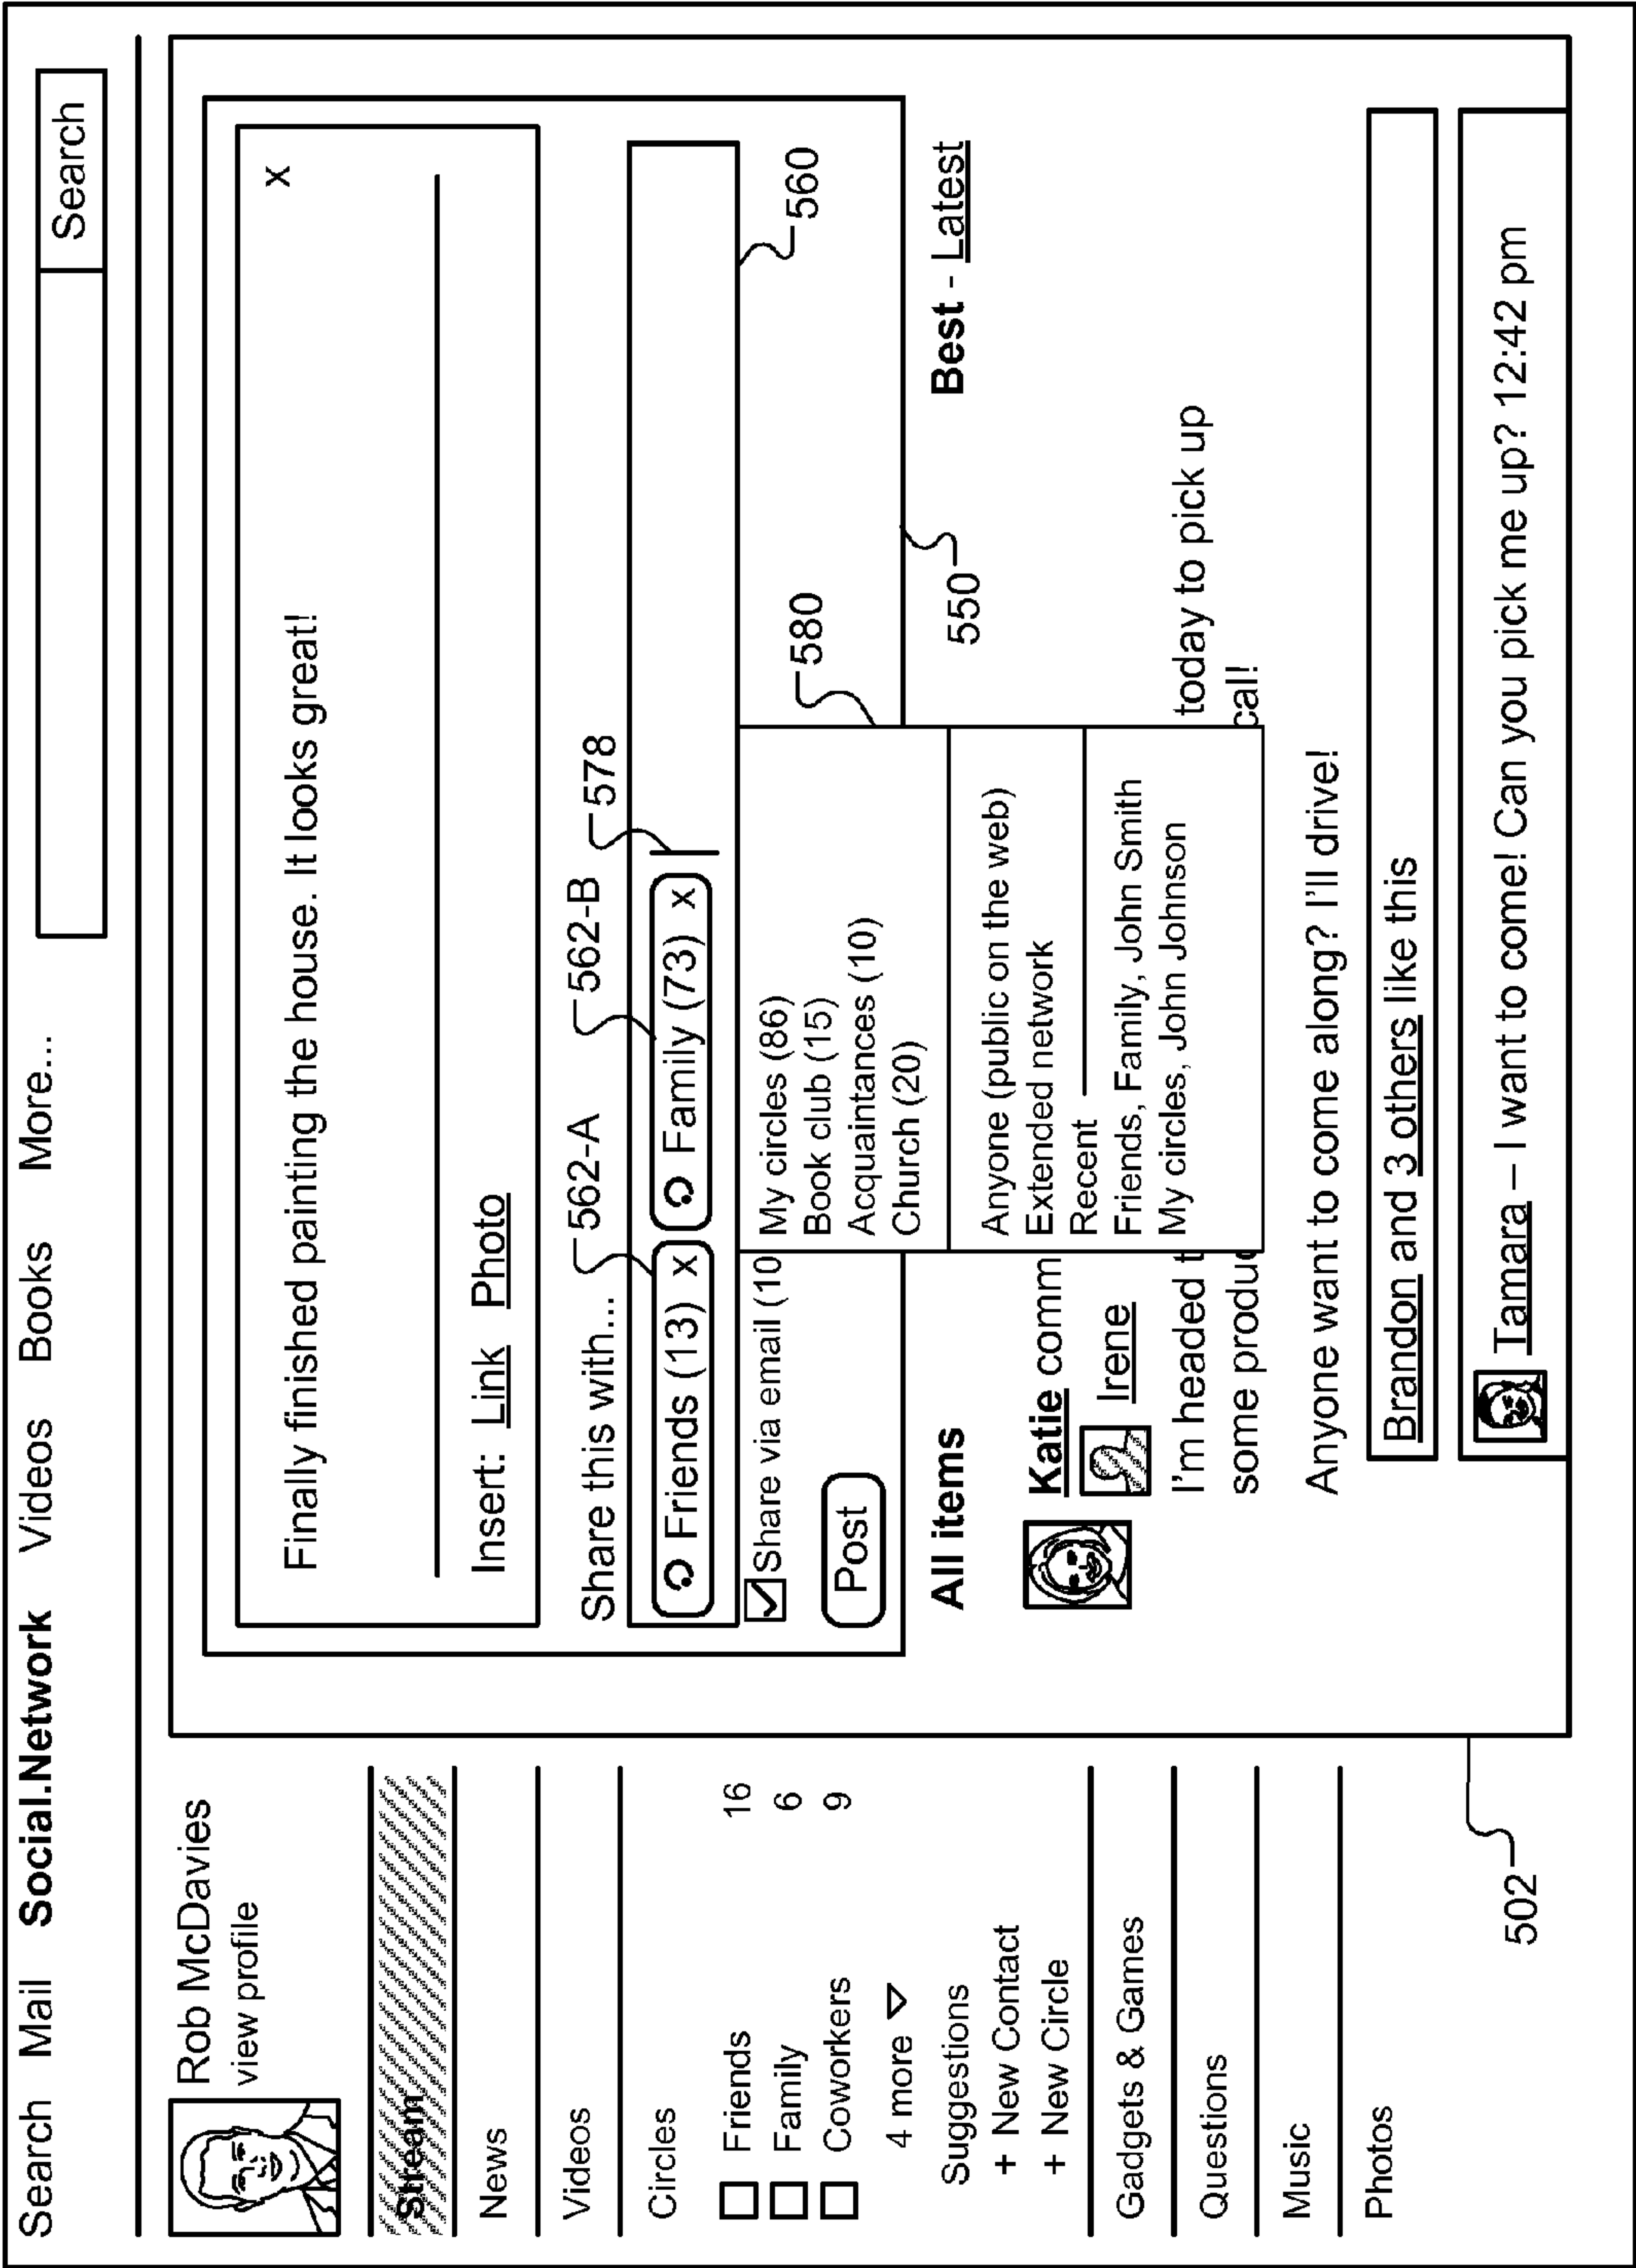 Search Mail Social.Network Videos Books More...
Search
Rob McDavies
view profile
Stream
News
Videos
Circles
Friends 16
Family 6
Coworkers 9
4 more
Suggestions
+ New Contact
+ New Circle
Gadgets & Games
Questions
Music
Photos
502
Finally finished painting the house. It looks great!
x
Insert: Link Photo
Share this with...
562-A
562-B
578
Friends (13) x
Family (73) x
560
Share via email (10
Post
My circles (86)
Book club (15)
Acquaintances (10)
Church (20)
580
Anyone (public on the web)
Extended network
Recent
Friends, Family, John Smith
My circles, John Johnson
550
All items
Best - Latest
Katie comm
Irene
I'm headed t today to pick up
some produc cal!
Anyone want to come along? I'll drive!
Brandon and 3 others like this
Tamara – I want to come! Can you pick me up? 12:42 pm